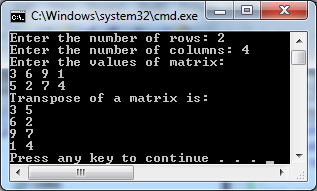 C:\Windows\system32\cmd.exe
Enter the number of rows: 2
Enter the number of columns: 4
Enter the values of matrix:
3 6 9 1
5 2 7 4
Transpose of a matrix is:
3 5
6 2
9 7
1 4
Press any key to continue . . .